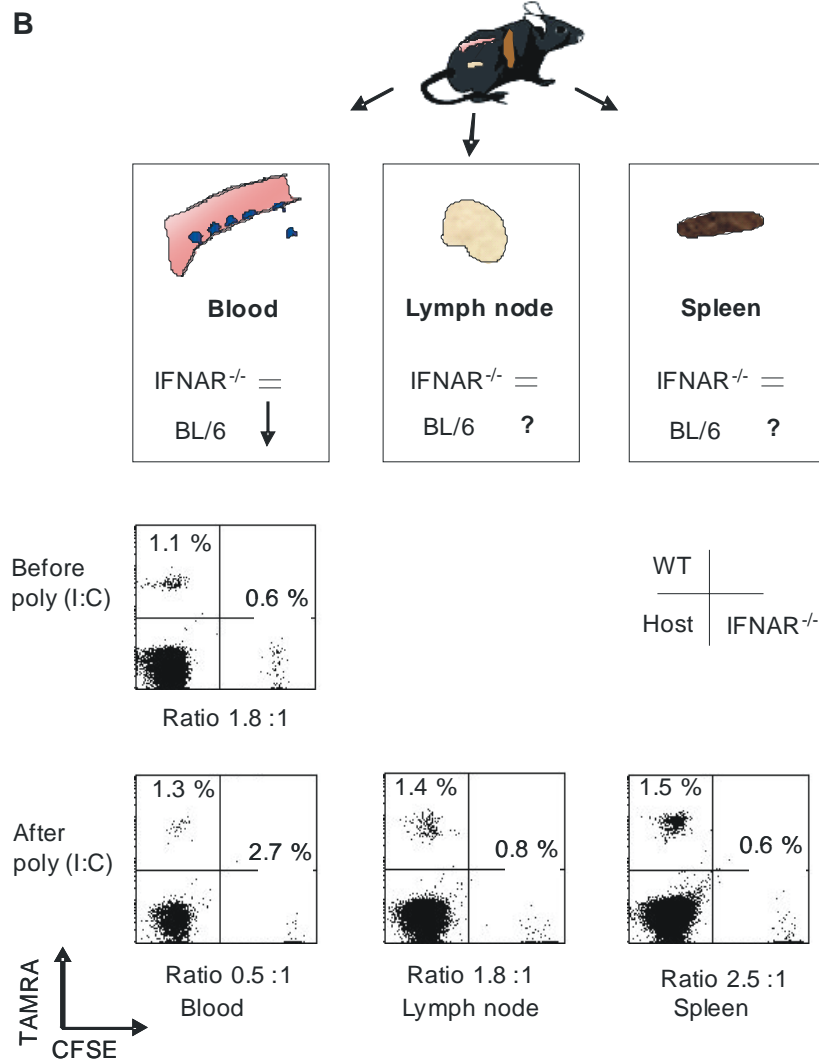 B
Blood
IFNAR-/- =
BL/6
Lymph node
IFNAR-/- =
BL/6 ?
Spleen
IFNAR-/- =
BL/6 ?
Before
poly (I:C)
1.1 %
0.6 %
Ratio 1.8 :1
WT
Host
IFNAR-/-
After
poly (I:C)
1.3 %
2.7 %
Ratio 0.5 :1
Blood
1.4 %
0.8 %
Ratio 1.8 :1
Lymph node
1.5 %
0.6 %
Ratio 2.5 :1
Spleen
TAMRA
CFSE